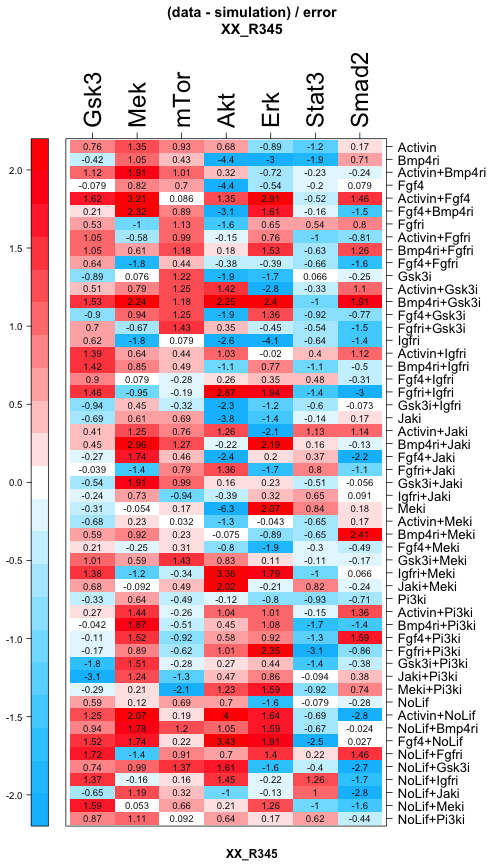 (data - simulation) / error
XX_R345
Gsk3 Mek mTor Akt Erk Stat3 Smad2
2.0
1.5
1.0
0.5
0.0
-0.5
-1.0
-1.5
-2.0
0.76 1.35 0.93 0.68 -0.89 -1.2 0.17 Activin
-0.42 1.05 0.43 -4.4 -3 -1.9 0.71 Bmp4ri
1.12 1.91 1.01 0.32 -0.72 -0.23 -0.24 Activin+Bmp4ri
-0.079 0.82 0.7 -4.4 -0.54 -0.2 0.079 Fgf4
1.62 3.21 0.086 1.35 2.91 -0.52 1.46 Activin+Fgf4
0.21 2.32 0.89 -3.1 1.61 -0.16 -1.5 Fgf4+Bmp4ri
0.53 -1 1.13 -1.6 0.65 0.54 0.8 Fgfri
1.05 -0.58 0.99 -0.15 0.76 -1 -0.81 Activin+Fgfri
1.05 0.61 1.18 0.18 1.53 -0.63 1.26 Bmp4ri+Fgfri
0.64 -1.8 0.44 -0.38 -0.39 -0.66 -1.6 Fgf4+Fgfri
-0.89 0.076 1.22 -1.9 -1.7 0.066 -0.25 Gsk3i
0.51 0.79 1.25 1.42 -2.8 -0.33 1.1 Activin+Gsk3i
1.53 2.24 1.18 2.25 2.4 -1 1.91 Bmp4ri+Gsk3i
-0.9 0.94 1.25 -1.9 1.36 -0.92 -0.77 Fgf4+Gsk3i
0.7 -0.67 1.43 0.35 -0.45 -0.54 -1.5 Fgfri+Gsk3i
0.62 -1.8 0.079 -2.6 -4.1 -0.64 -1.4 Igfri
1.39 0.64 0.44 1.03 -0.02 0.4 1.12 Activin+Igfri
1.42 0.85 0.49 -1.1 0.77 -1.1 -0.5 Bmp4ri+Igfri
0.9 0.079 -0.28 0.26 0.35 0.48 -0.31 Fgf4+Igfri
1.46 -0.95 -0.19 2.87 1.94 -1.4 -3 Fgfri+Igfri
-0.94 0.45 -0.32 -2.3 -1.2 -0.6 -0.073 Gsk3i+Igfri
-0.69 0.61 0.69 -3.8 -1.4 -0.14 0.17 Jaki
0.41 1.25 0.76 1.26 -2.1 1.13 1.14 Activin+Jaki
0.45 2.96 1.27 -0.22 2.19 0.16 -0.13 Bmp4ri+Jaki
-0.27 1.74 0.46 -2.4 0.2 0.37 -2.2 Fgf4+Jaki
-0.039 -1.4 0.79 1.36 -1.7 0.8 -1.1 Fgfri+Jaki
-0.54 1.91 0.99 0.16 0.23 -0.51 -0.056 Gsk3i+Jaki
-0.24 0.73 -0.94 -0.39 0.32 0.65 0.091 Igfri+Jaki
-0.31 -0.054 0.17 -6.3 2.07 0.84 0.18 Meki
-0.68 0.23 0.032 -1.3 -0.043 -0.65 0.17 Activin+Meki
0.59 0.92 0.23 -0.075 -0.89 -0.65 2.41 Bmp4ri+Meki
0.21 -0.25 0.31 -0.8 -1.9 -0.3 -0.49 Fgf4+Meki
1.01 0.59 1.43 0.83 0.11 -0.11 -0.17 Gsk3i+Meki
1.38 -1.2 -0.34 3.36 1.79 -1 0.066 Igfri+Meki
0.68 -0.092 0.49 2.02 -0.21 0.82 -0.24 Jaki+Meki
-0.33 0.64 -0.49 -0.12 -0.8 -0.93 -0.71 Pi3ki
0.27 1.44 -0.26 1.04 1.01 -0.15 1.36 Activin+Pi3ki
-0.042 1.87 -0.51 0.45 1.08 -1.7 -1.4 Bmp4ri+Pi3ki
-0.11 1.52 -0.92 0.58 0.92 -1.3 1.59 Fgf4+Pi3ki
-0.17 0.89 -0.62 1.01 2.35 -3.1 -0.86 Fgfri+Pi3ki
-1.8 1.51 -0.28 0.27 0.44 -1.4 -0.38 Gsk3i+Pi3ki
-3.1 1.24 -1.3 0.47 0.86 -0.094 0.38 Jaki+Pi3ki
-0.29 0.21 -2.1 1.23 1.59 -0.92 0.74 Meki+Pi3ki
0.59 0.12 0.69 0.7 -1.6 -0.079 -0.28 NoLif
1.25 2.07 0.19 4 1.64 -0.69 -2.8 Activin+NoLif
0.94 1.78 1.2 1.05 1.59 -0.67 -0.024 NoLif+Bmp4ri
0.66 1.74 0.22 3.43 1.91 -2.5 0.027 Fgf4+NoLif
1.72 -1.4 0.91 0.7 1.4 0.22 1.46 NoLif+Fgfri
0.74 0.99 1.37 1.61 -1.6 -0.4 -2.7 NoLif+Gsk3i
1.37 -0.16 0.16 1.45 -0.22 1.26 -1.7 NoLif+Igfri
-0.65 1.19 0.32 -1 -0.13 1 -2.8 NoLif+Jaki
1.59 0.053 0.66 0.21 1.26 -1 -1.6 NoLif+Meki
0.87 1.11 0.092 0.64 0.17 0.62 -0.44 NoLif+Pi3ki
XX_R345